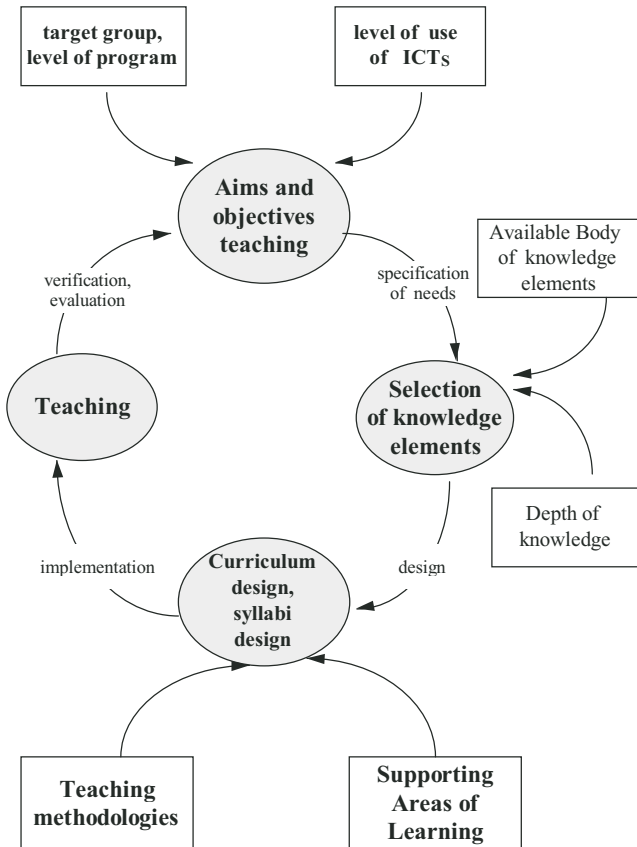 target group,
level of program
level of use
of ICTs
Aims and
objectives
teaching
Available Body
of knowledge
elements
verification,
evaluation
specification
of needs
Teaching
Selection
of knowledge
elements
Depth of
knowledge
implementation
Curriculum
design,
syllabi
design
design
Teaching
methodologies
Supporting
Areas of
Learning